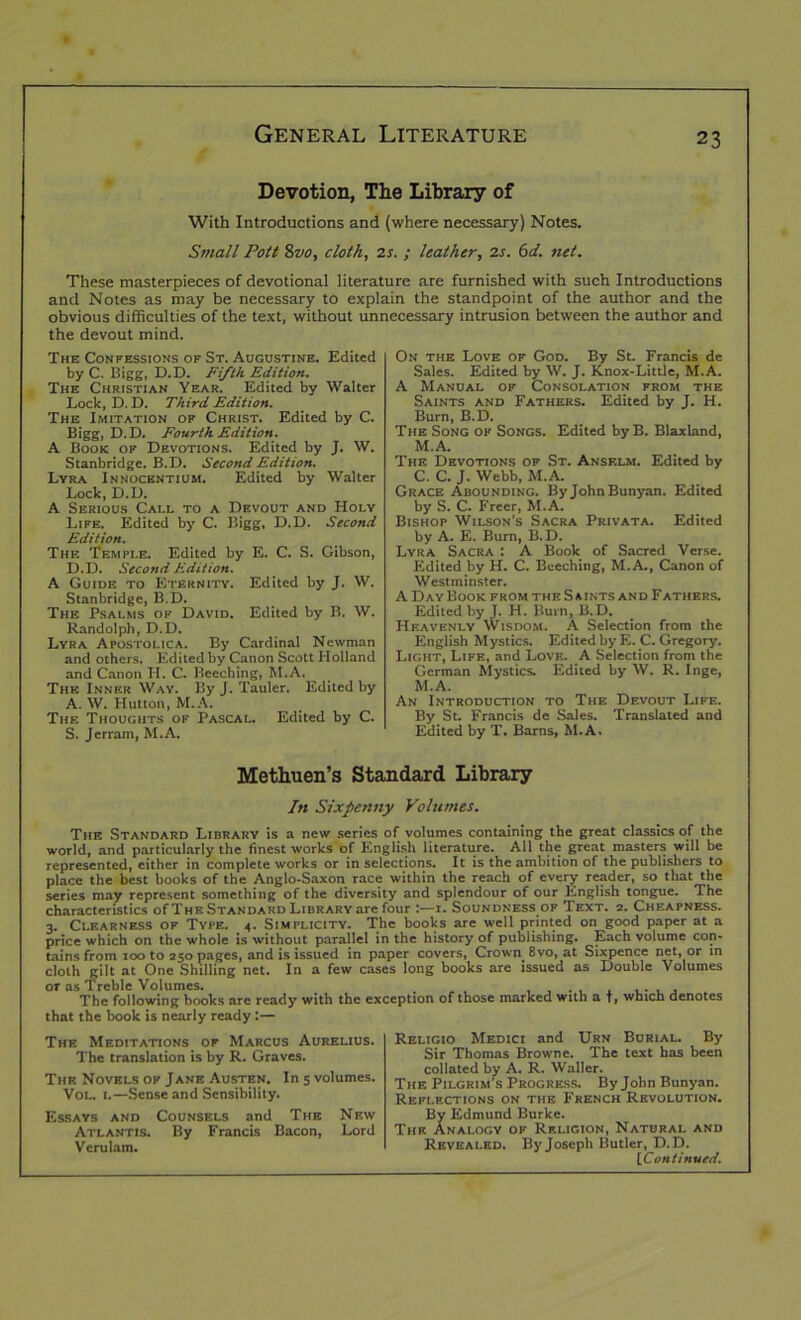 General Literature 23
Devotion, The Library of
With Introductions and (where necessary) Notes.
Small Pott 8vo, cloth, 2s. ; leather, 2s. 6d. net.
These masterpieces of devotional literature are furnished with such Introductions
and Notes as may be necessary to explain the standpoint of the author and the
obvious difficulties of the text, without unnecessary intrusion between the author and
the devout mind.
The Confessions of St. Augustine. Edited
by C. Bigg, D.D. Fifth Edition.
The Christian Year. Edited by Walter
Lock, D.D. Third Edition.
The Imitation of Christ. Edited by C.
Bigg, D.D. Fourth Edition.
A Book of Devotions. Edited by J. W.
Stanbridge. B.D. Second Edition.
Lyra Innocentium. Edited by Walter
Lock, D.D.
A Serious Call to a Devout and Holy
Life. Edited by C. Bigg, D.D. Second
Edition.
The Temple. Edited by E. C. S. Gibson,
D.D. Second Edition.
A Guide to Eternity. Edited by J. W.
Stanbridge, B.D.
The Psalms of David. Edited by B. W.
Randolph, D.D.
Lyra Apostolica. By Cardinal Newman
and others. Edited by Canon Scott Holland
and Canon H. C. Beeching, M.A.
The Inner Way. By J. Tauler. Edited by
A. W. Hutton, M.A.
The Thoughts of Pascal. Edited by C.
S. Jerram, M.A.
On the Love of God. By St. Francis de
Sales. Edited by W. J. Knox-Little, M.A.
A Manual of Consolation from the
Saints and Fathers. Edited by J. H.
Burn, B.D.
The Song of Songs. Edited by B. Blaxland,
M.A.
The Devotions of St. Anselm. Edited by
C. C. J. Webb, M.A.
Grace Abounding. By John Bunyan. Edited
by S. C. Freer, M.A.
Bishop Wilson's Sacra Privata. Edited
by A. E. Burn, B.D.
Lyra Sacra : A Book of Sacred Verse.
Edited by H. C. Beeching, M.A., Canon of
Westminster.
A Day Book from the Saints and Fathers.
Edited by J. H. Burn, B.D.
Heavenly Wisdom. A Selection from the
English Mystics. Edited by E. C. Gregory.
Light, Life, and Love. A Selection from the
German Mystics. Edited by W. R. Inge,
M.A.
An Introduction to The Devout Life.
By St. Francis de Sales. Translated and
Edited by T. Barns, M.A.
Methuen's Standard Library
In Sixpenny Volumes.
The Standard Library is a new series of volumes containing the great classics of the
world, and particularly the finest works of English literature. All the great masters will be
represented, either in complete works or in selections. It is the ambition of the publishers to
place the best books of the Anglo-Saxon race within the reach of every reader, so that the
series may represent something of the diversity and splendour of our English tongue. The
characteristics of The Standard Library are four :—1. Soundness of Text. 2. Cheapness.
3. Clearness of Type. 4. Simplicity. The books are well printed on good paper at a
price which on the whole is without parallel in the history of publishing. Each volume con-
tains from 100 to 250 pages, and is issued in paper covers, Crown 8vo, at Sixpence net, or in
cloth gilt at One Shilling net. In a few cases long books are issued as Double Volumes
or as Treble Volumes.
The following books are ready with the exception of those marked with a †, which denotes
that the book is nearly ready :—
The Meditations of Marcus Aurelius.
The translation is by R. Graves.
The Novels of Jane Austen. In 5 volumes.
Vol. I.—Sense and Sensibility.
Essays and Counsels and The New
Atlantis. By Francis Bacon, Lord
Verulam.
Religio Medici and Urn Burial. By
Sir Thomas Browne. The text has been
collated by A. R. Waller.
The Pilgrim's Progress. By John Bunyan.
Reflections on the French Revolution.
By Edmund Burke.
The Analogy of Religion, Natural and
Revealed. By Joseph Butler, D.D.
[Continued.